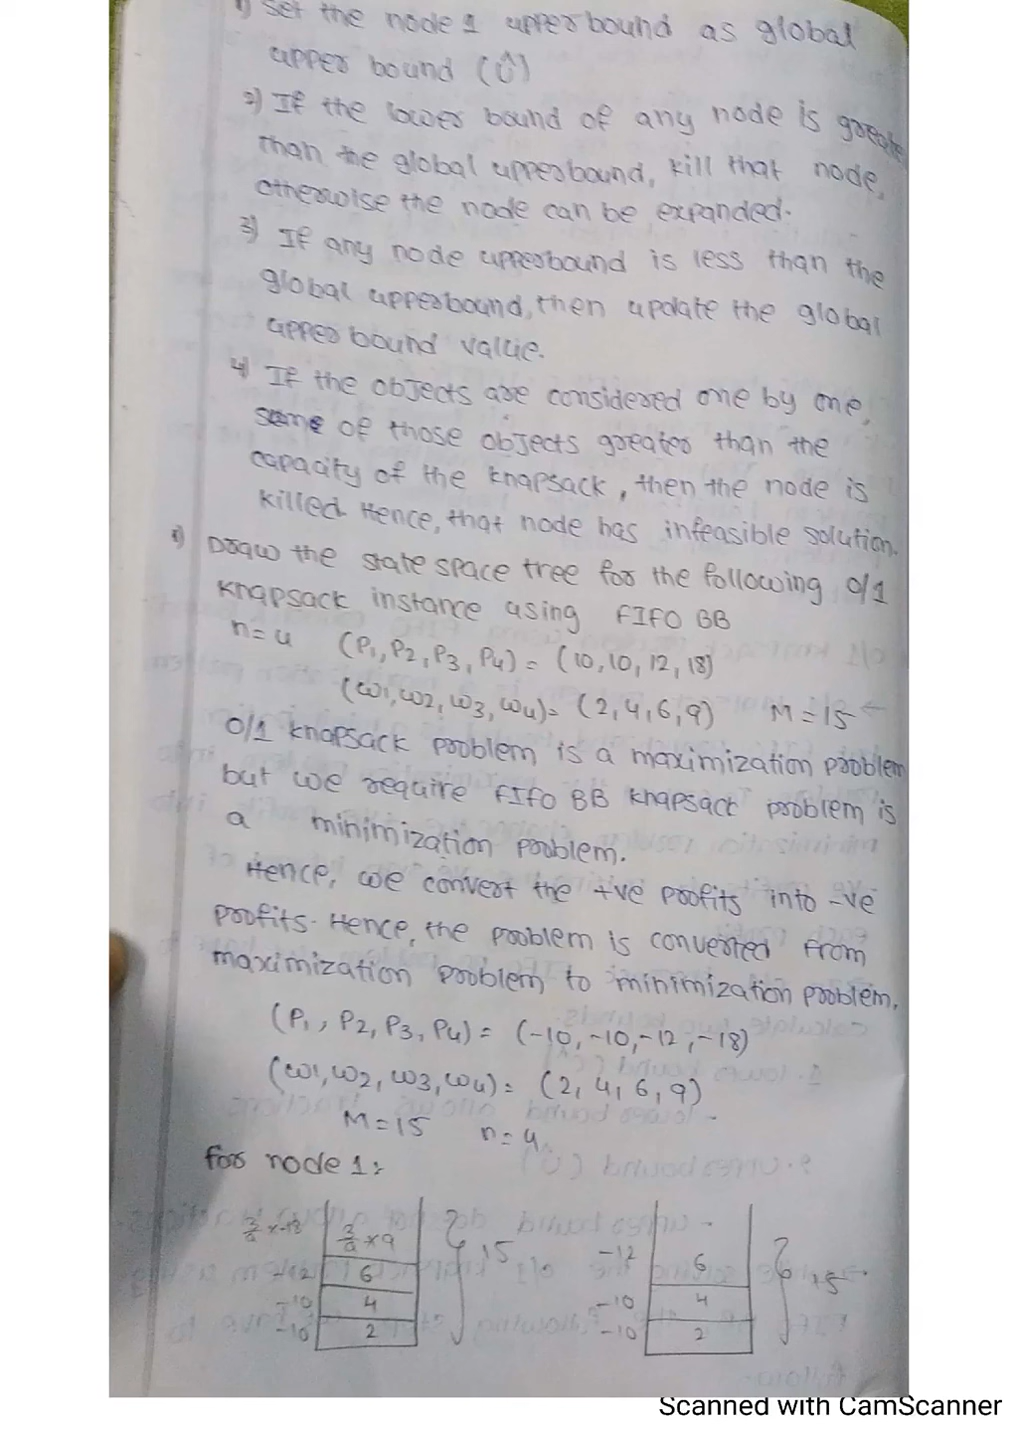 1) Set the node 1 upperbound as global
upper bound (Û)
2) If the lower bound of any node is greate
than the global upperbound, kill that node,
otherwise the node can be expanded.
3) If any node upperbound is less than the
global upperbound, then update the global
upper bound value.
4) If the objects are considered one by one,
some of those objects greater than the
capacity of the knapsack, then the node is
killed. Hence, that node has infeasible solution.
Draw the state space tree for the following 0/1
knapsack instance using FIFO BB
n=4 (P1, P2, P3, P4) = (10, 10, 12, 18)
(w1, w2, w3, w4) = (2, 4, 6, 9) M=15
0/1 knapsack problem is a maximization problem
but we require FIFO BB knapsack problem is
a minimization problem.
Hence, we convert the +ve profits into -ve
profits. Hence, the problem is converted from
maximization problem to minimization problem.
(P1, P2, P3, P4) = (-10, -10, -12, -18)
(w1, w2, w3, w4) = (2, 4, 6, 9)
M=15 n=4
for node 1:
3/9 x-18 3/9 x9 15 -12 6 15
-12 6
-10 4 -10 4
-10 2 -10 2
Scanned with CamScanner